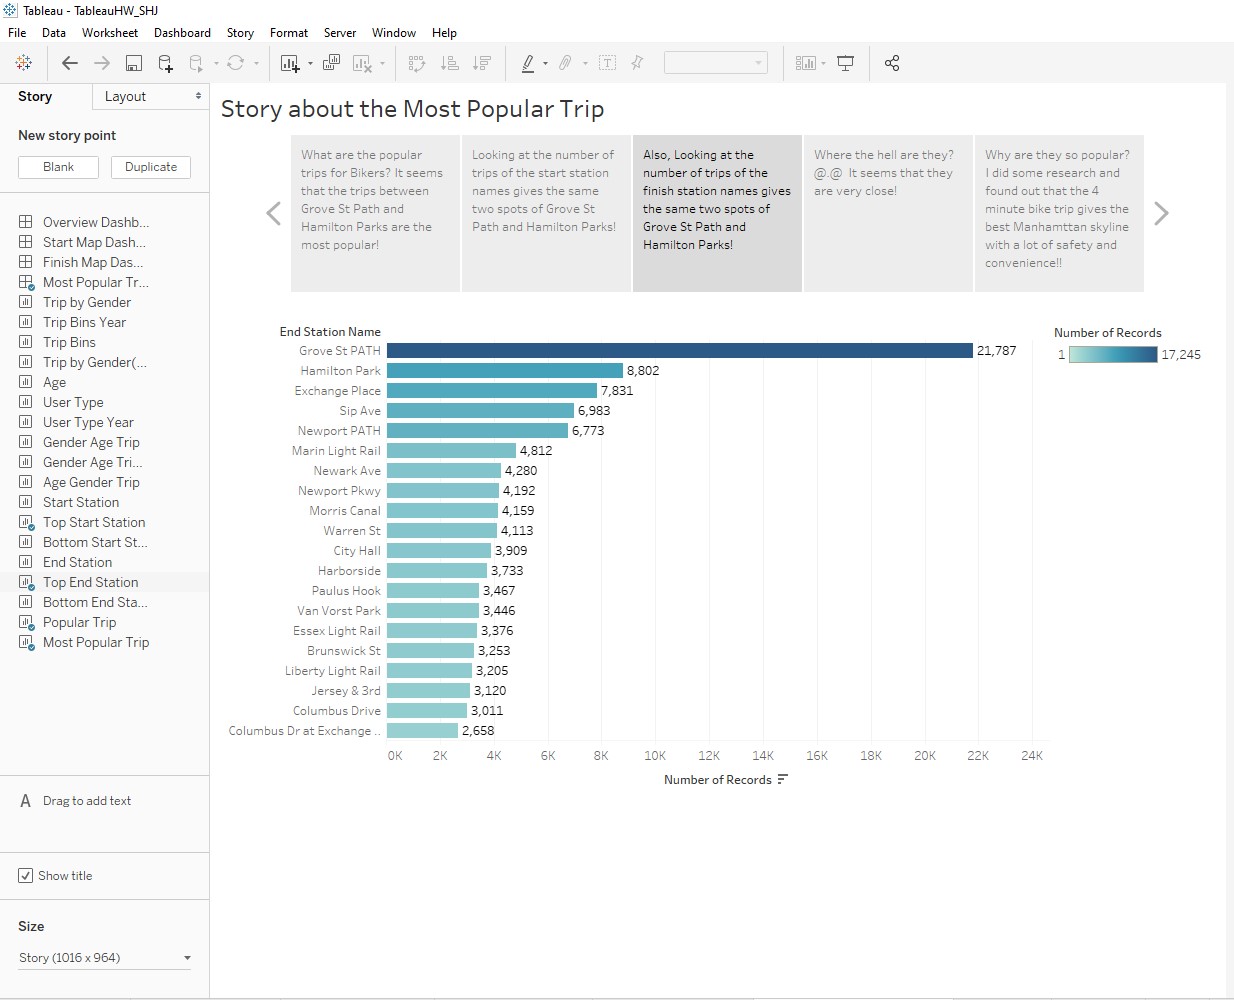 Tableau - TableauHW_SHJ
File Data Worksheet Dashboard Story Format Server Window Help
Story Layout
New story point
Blank Duplicate
Overview Dashb...
Start Map Dash...
Finish Map Das...
Most Popular Tr...
Trip by Gender
Trip Bins Year
Trip Bins
Trip by Gender(...
Age
User Type
User Type Year
Gender Age Trip
Gender Age Tri...
Age Gender Trip
Start Station
Top Start Station
Bottom Start St...
End Station
Top End Station
Bottom End Sta...
Popular Trip
Most Popular Trip
A Drag to add text
Show title
Size
Story (1016 x 964)
Story about the Most Popular Trip
What are the popular
trips for Bikers? It seems
that the trips between
Grove St Path and
Hamilton Parks are the
most popular!
Looking at the number of
trips of the start station
names gives the same
two spots of Grove St
Path and Hamilton Parks!
Also, Looking at the
number of trips of the
finish station names gives
the same two spots of
Grove St Path and
Hamilton Parks!
Where the hell are they?
@.@ It seems that they
are very close!
Why are they so popular?
I did some research and
found out that the 4
minute bike trip gives the
best Manhamttan skyline
with a lot of safety and
convenience!!
End Station Name
Grove St PATH 21,787
Hamilton Park 8,802
Exchange Place 7,831
Sip Ave 6,983
Newport PATH 6,773
Marin Light Rail 4,812
Newark Ave 4,280
Newport Pkwy 4,192
Morris Canal 4,159
Warren St 4,113
City Hall 3,909
Harborside 3,733
Paulus Hook 3,467
Van Vorst Park 3,446
Essex Light Rail 3,376
Brunswick St 3,253
Liberty Light Rail 3,205
Jersey & 3rd 3,120
Columbus Drive 3,011
Columbus Dr at Exchange .. 2,658
0K 2K 4K 6K 8K 10K 12K 14K 16K 18K 20K 22K 24K
Number of Records
Number of Records
1 17,245